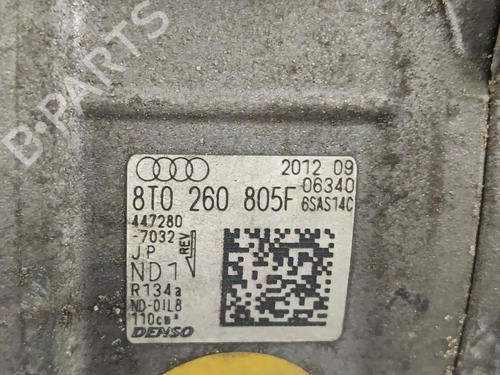 B-PARTS
2012 09
06340
8T0 260 805F 6SAS14C
447280
-7032
REV
JP
ND1
R134a
ND-OIL8
110cm³
DENSO